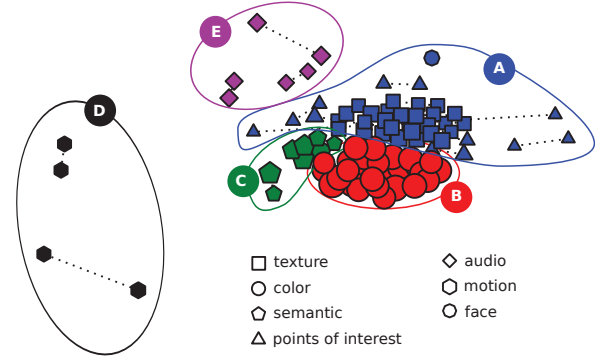 E
A
D
C
B
texture
color
semantic
points of interest
audio
motion
face